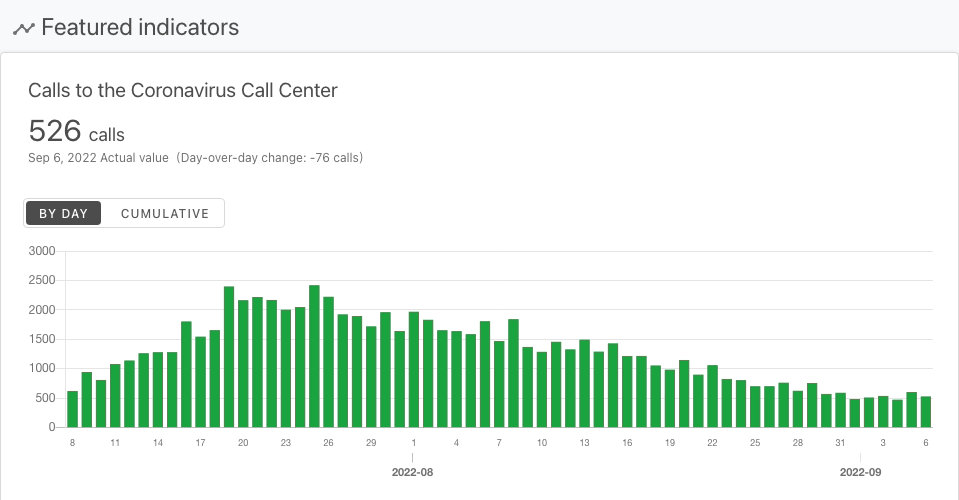 Featured indicators
Calls to the Coronavirus Call Center
526 calls
Sep 6, 2022 Actual value (Day-over-day change: -76 calls)
BY DAY CUMULATIVE
3000
2500
2000
1500
1000
500
0
8 11 14 17 20 23 26 29 1 4 7 10 13 16 19 22 25 28 31 3 6
2022-08 2022-09